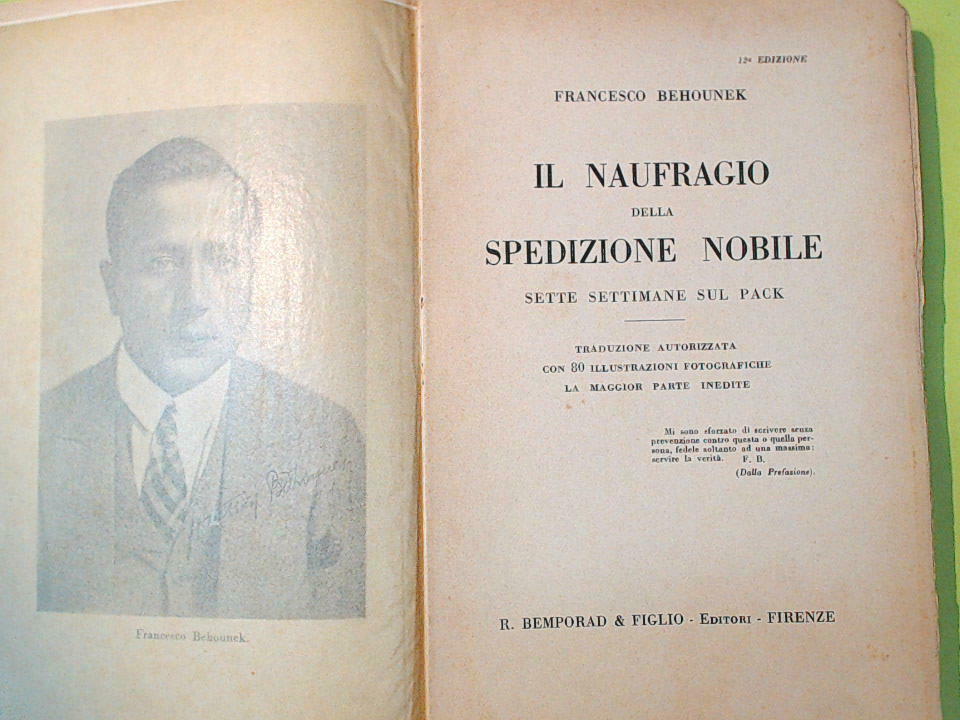 Francesco Behounek.
12ª EDIZIONE
FRANCESCO BEHOUNEK
IL NAUFRAGIO
DELLA
SPEDIZIONE NOBILE
SETTE SETTIMANE SUL PACK
TRADUZIONE AUTORIZZATA
CON 80 ILLUSTRAZIONI FOTOGRAFICHE
LA MAGGIOR PARTE INEDITE
Mi sono sforzato di scrivere senza
prevenzione contro questa o quella per-
sona, fedele soltanto ad una massima:
servire la verità. F. B.
(Dalla Prefazione).
R. BEMPORAD & FIGLIO - EDITORI - FIRENZE